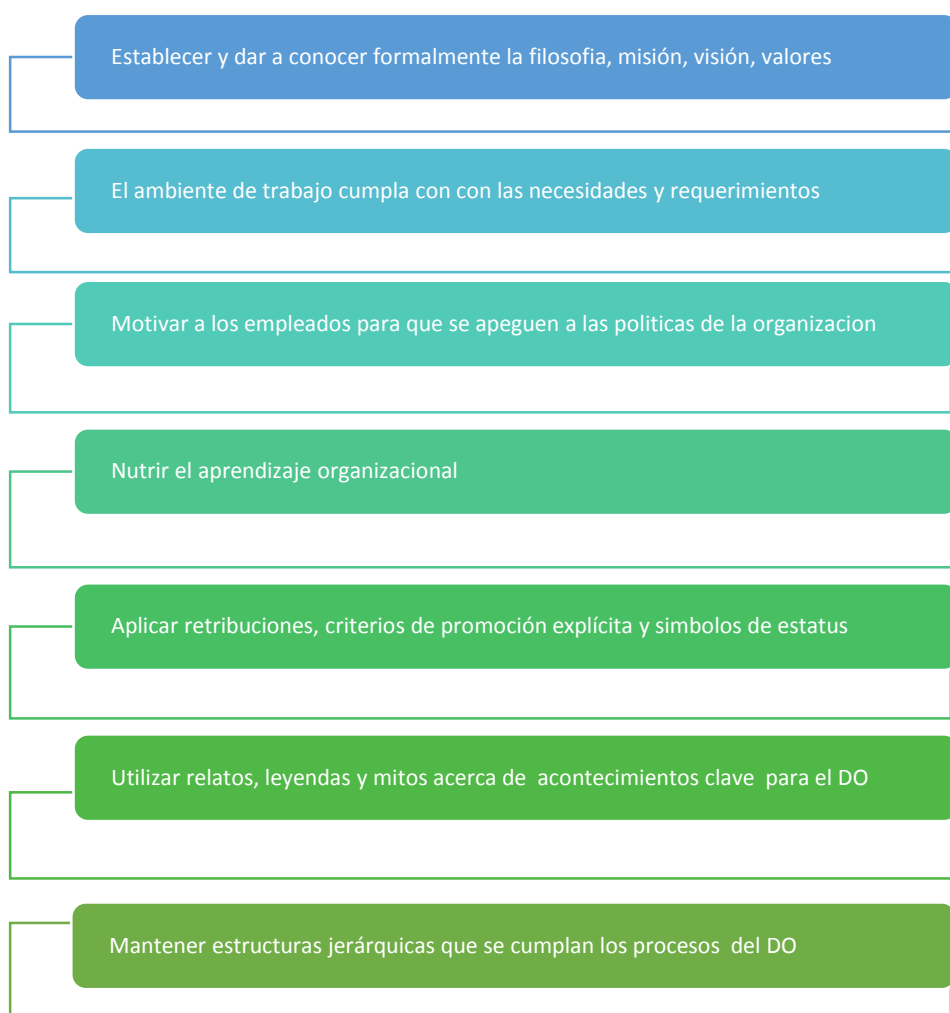 Establecer y dar a conocer formalmente la filosofia, misión, visión, valores
El ambiente de trabajo cumpla con con las necesidades y requerimientos
Motivar a los empleados para que se apeguen a las politicas de la organizacion
Nutrir el aprendizaje organizacional
Aplicar retribuciones, criterios de promoción explícita y simbolos de estatus
Utilizar relatos, leyendas y mitos acerca de  acontecimientos clave  para el DO
Mantener estructuras jerárquicas que se cumplan los procesos  del DO